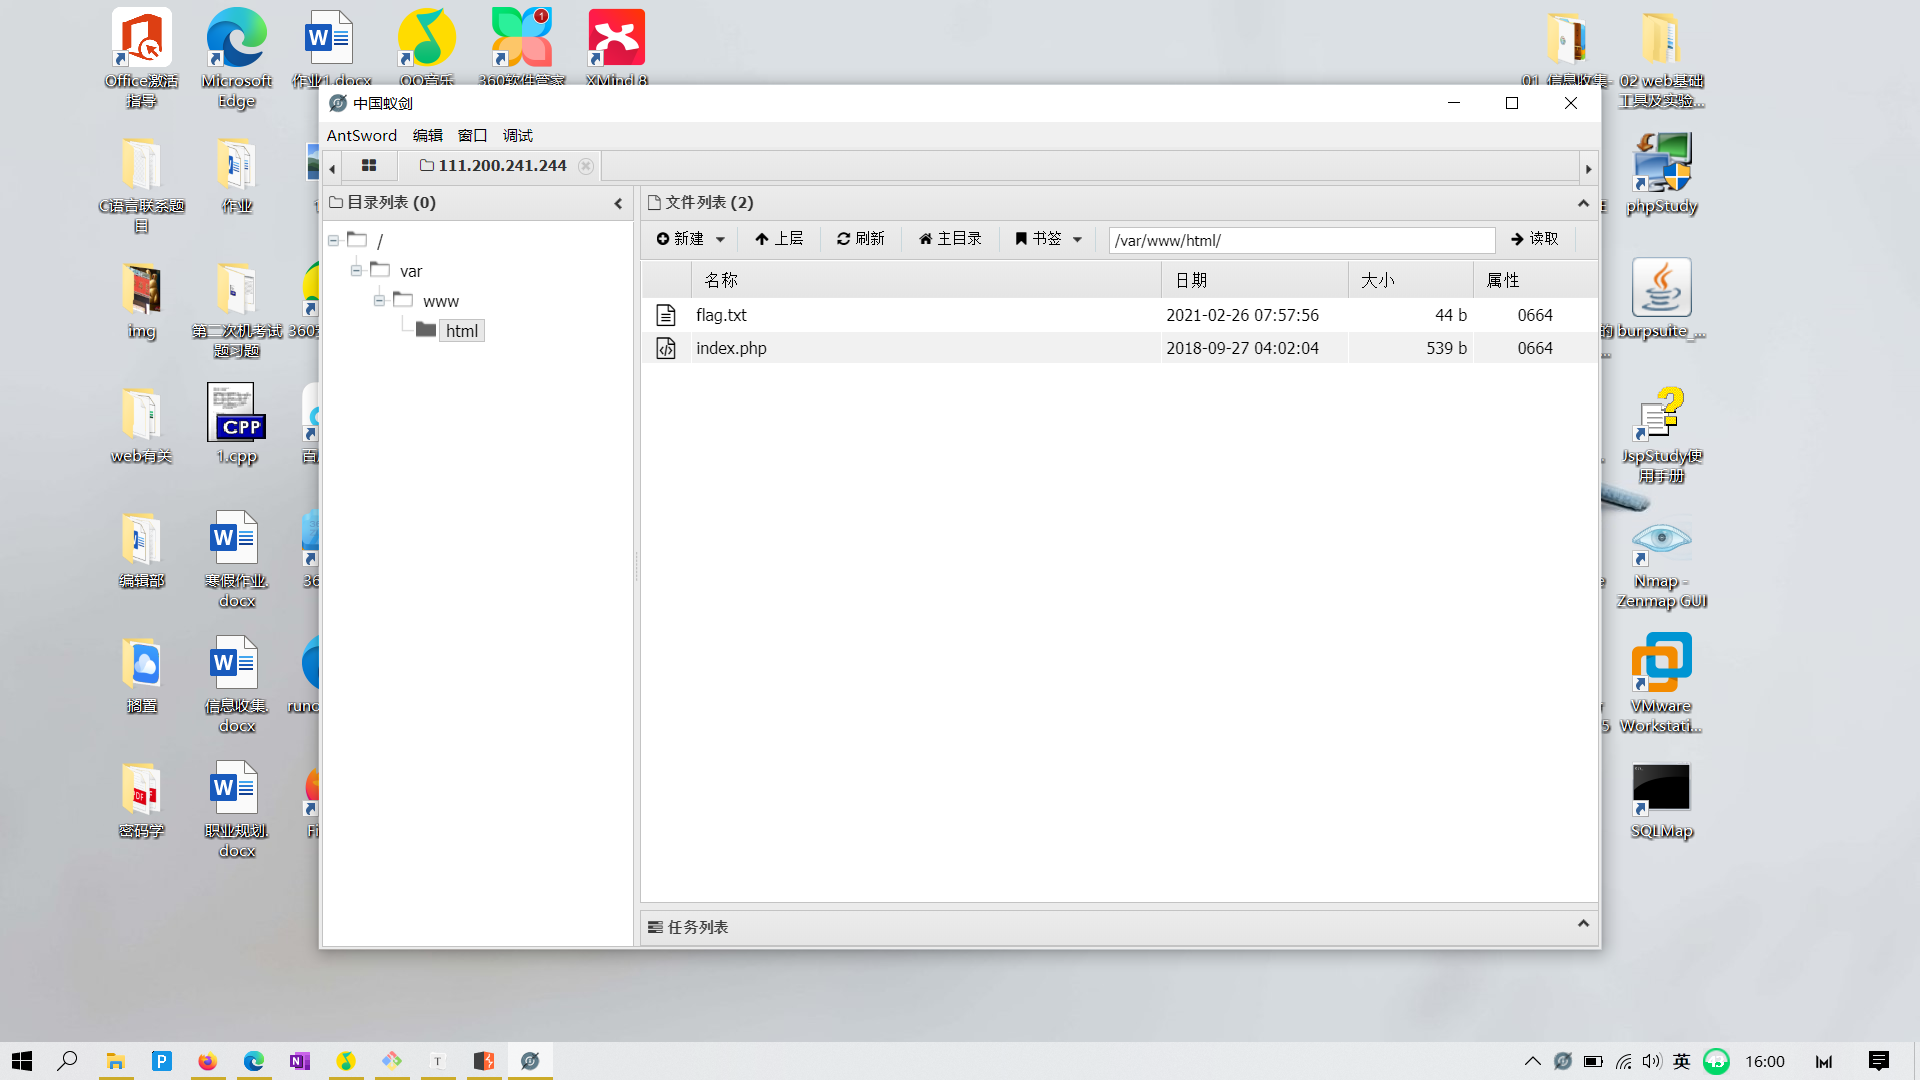 Office激活
指导
Microsoft
Edge
作业1.docx
QQ音乐
360软件管家
1
XMind 8
01 信息收集-
02 web基础
工具及实验...
中国蚁剑
AntSword 编辑 窗口 调试
111.200.241.244
目录列表 (0)
文件列表 (2)
新建 上层 刷新 主目录 书签 /var/www/html/ 读取
/
var
www
html
名称 日期 大小 属性
flag.txt 2021-02-26 07:57:56 44 b 0664
index.php 2018-09-27 04:02:04 539 b 0664
任务列表
C语言联系题
目
作业
phpStudy
img
第二次机考试
题习题
burpsuite_...
web有关
DEV
CPP
1.cpp
JspStudy使
用手册
编辑部
寒假作业.
docx
Nmap -
Zenmap GUI
搁置
信息收集.
docx
VMware
Workstati...
密码学
职业规划.
docx
SQLMap
英
16:00